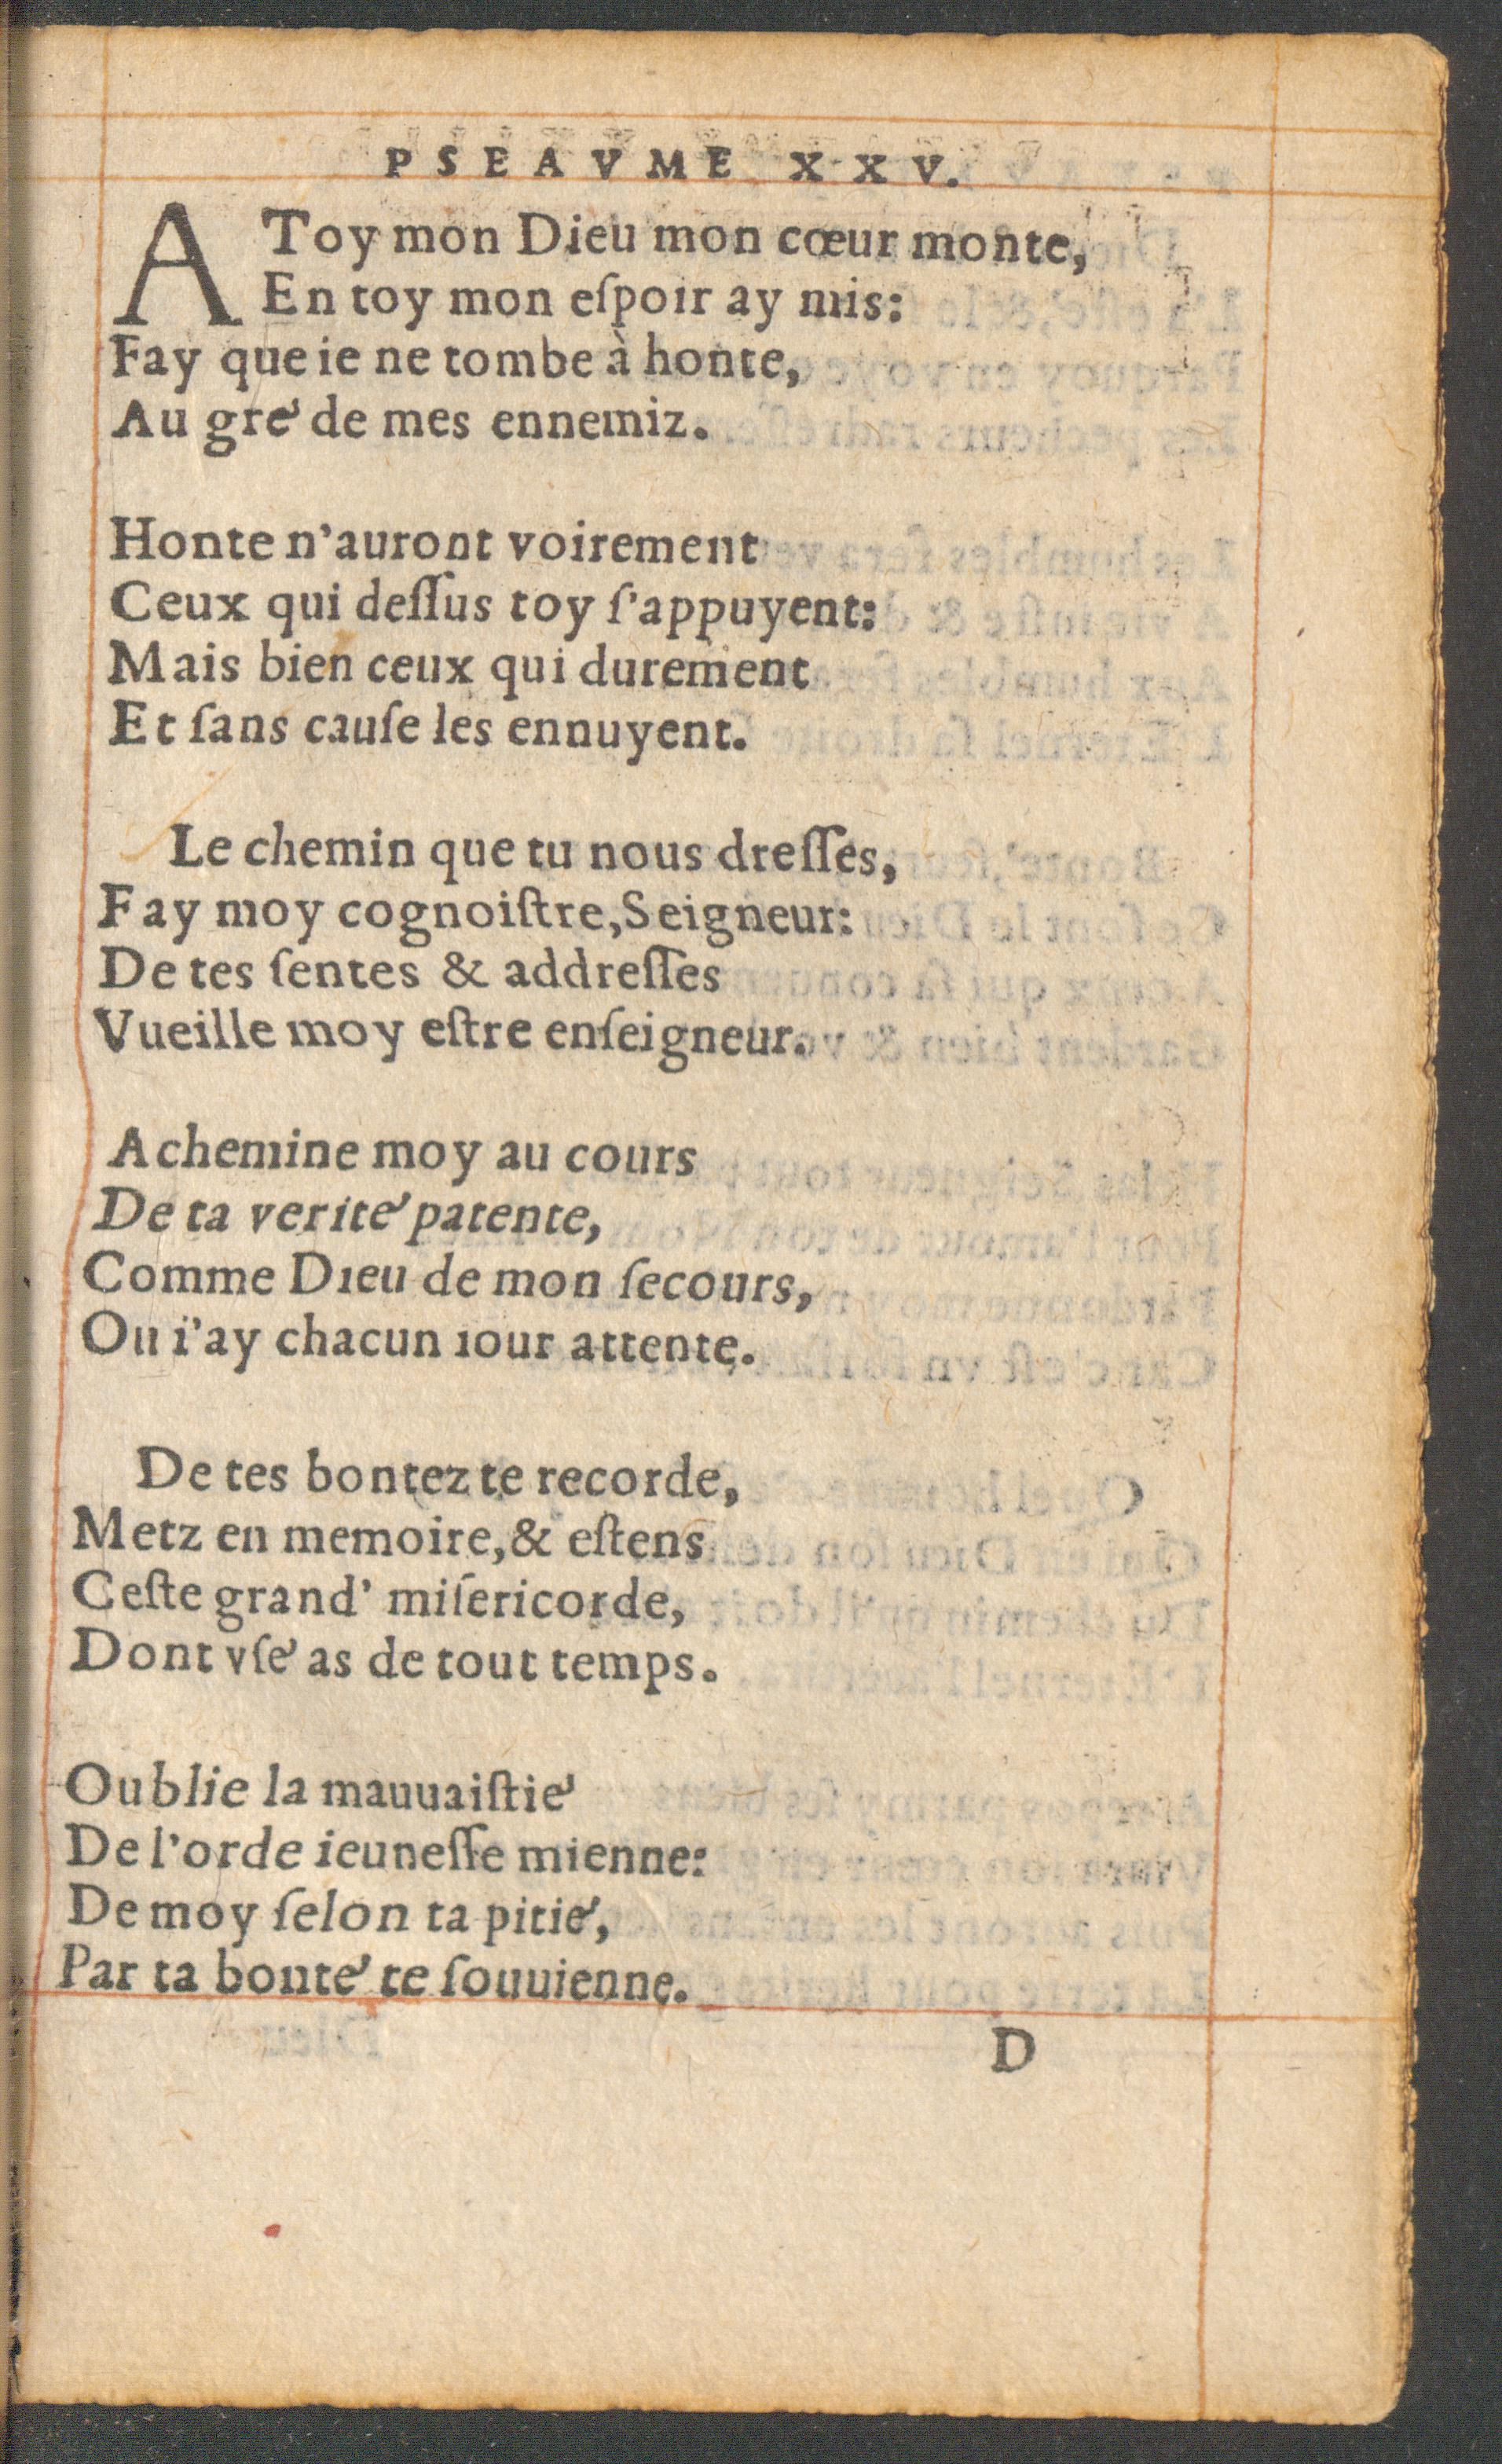 PSEAVME XXV.
A Toy mon Dieu mon cœur monte,
En toy mon eſpoir ay mis:
Fay que ie ne tombe à honte,
Au gré de mes ennemiz.
Honte n'auront voirement
Ceux qui deſſus toy ſ'appuyent:
Mais bien ceux qui durement
Et ſans cauſe les ennuyent.
Le chemin que tu nous dreſſes,
Fay moy cognoiſtre, Seigneur:
De tes ſentes & addreſſes
Vueille moy eſtre enſeigneur.
Achemine moy au cours
De ta verité patente,
Comme Dieu de mon ſecours,
Ou i'ay chacun iour attente.
De tes bontez te recorde,
Metz en memoire, & eſtens
Ceſte grand' miſericorde,
Dont vſé as de tout temps.
Oublie la mauuaiſtié
De l'orde ieuneſſe mienne:
De moy ſelon ta pitié,
Par ta bonté te ſouuienne.
D